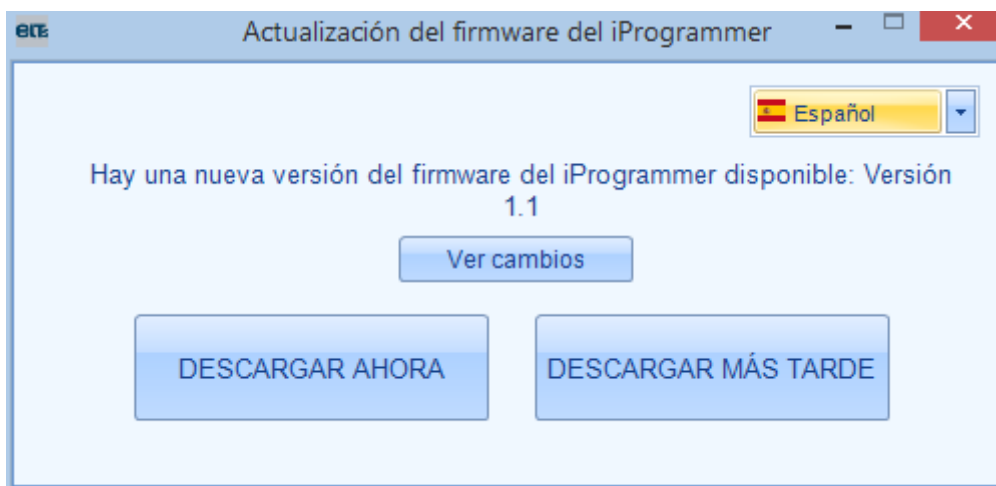 Actualización del firmware del iProgrammer
Español
Hay una nueva versión del firmware del iProgrammer disponible: Versión
1.1
Ver cambios
DESCARGAR AHORA
DESCARGAR MÁS TARDE